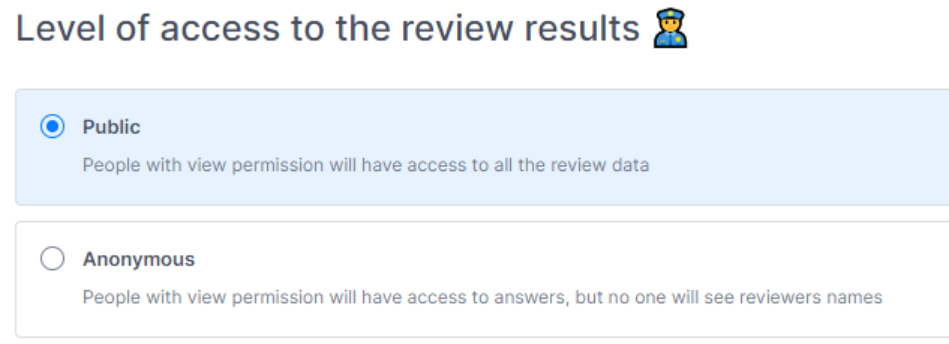 Level of access to the review results 👮
Public
People with view permission will have access to all the review data
Anonymous
People with view permission will have access to answers, but no one will see reviewers names